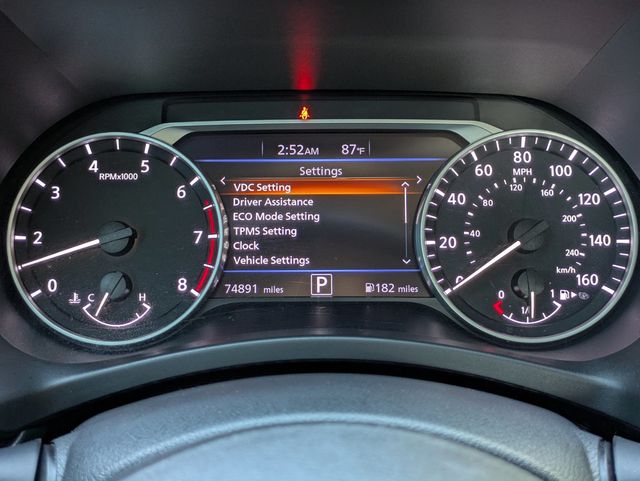 2:52AM 87°F
Settings
VDC Setting
Driver Assistance
ECO Mode Setting
TPMS Setting
Clock
Vehicle Settings
74891 miles P 182 miles
RPMx1000
0 2 3 4 5 6 7 8
C H
MPH
0 20 40 60 80 100 120 140 160
40 80 120 160 200 240
km/h
0 1/2 1